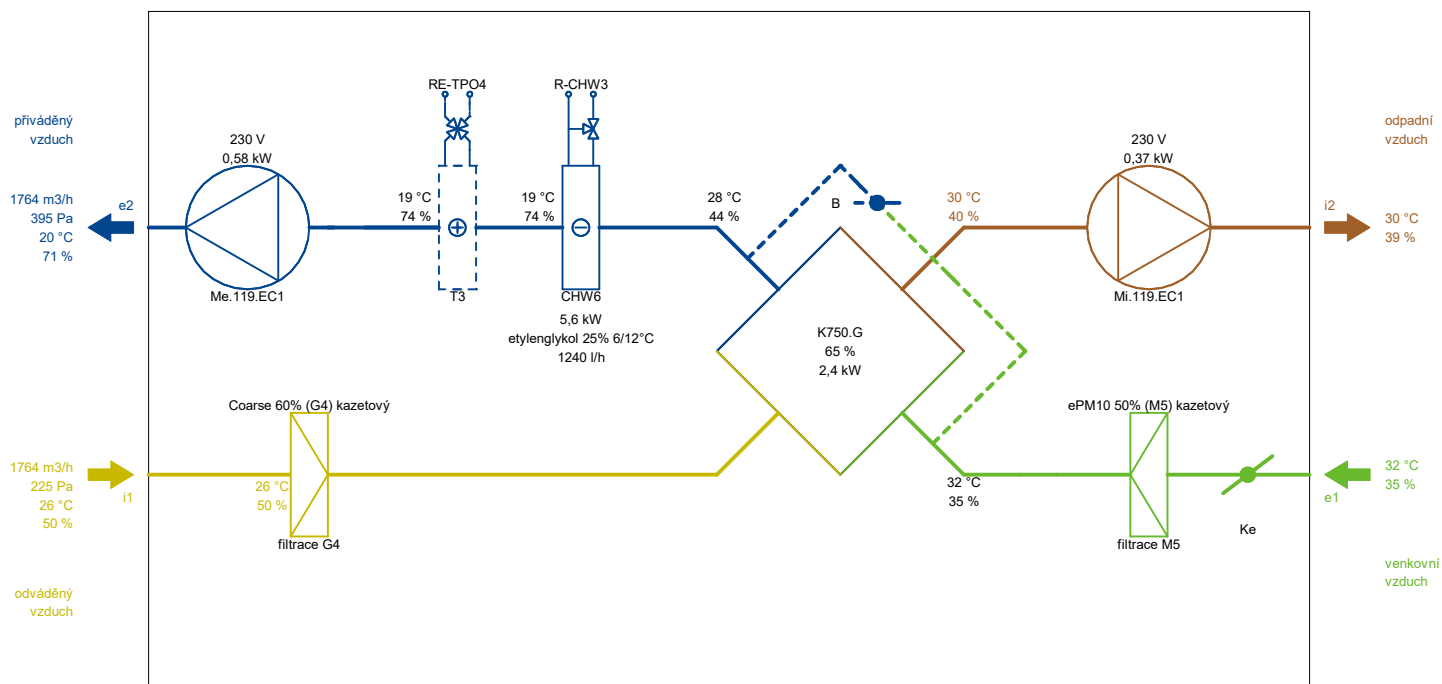 přiváděný
vzduch
1764 m3/h
395 Pa
20 °C
71 %
e2
230 V
0,58 kW
Me.119.EC1
RE-TPO4
19 °C
74 %
T3
R-CHW3
19 °C
74 %
CHW6
5,6 kW
etylenglykol 25% 6/12°C
1240 l/h
28 °C
44 %
B
30 °C
40 %
230 V
0,37 kW
Mi.119.EC1
odpadní
vzduch
i2
30 °C
39 %
K750.G
65 %
2,4 kW
1764 m3/h
225 Pa
26 °C
50 %
i1
Coarse 60% (G4) kazetový
26 °C
50 %
filtrace G4
32 °C
35 %
ePM10 50% (M5) kazetový
filtrace M5
Ke
32 °C
35 %
e1
odváděný
vzduch
venkovní
vzduch